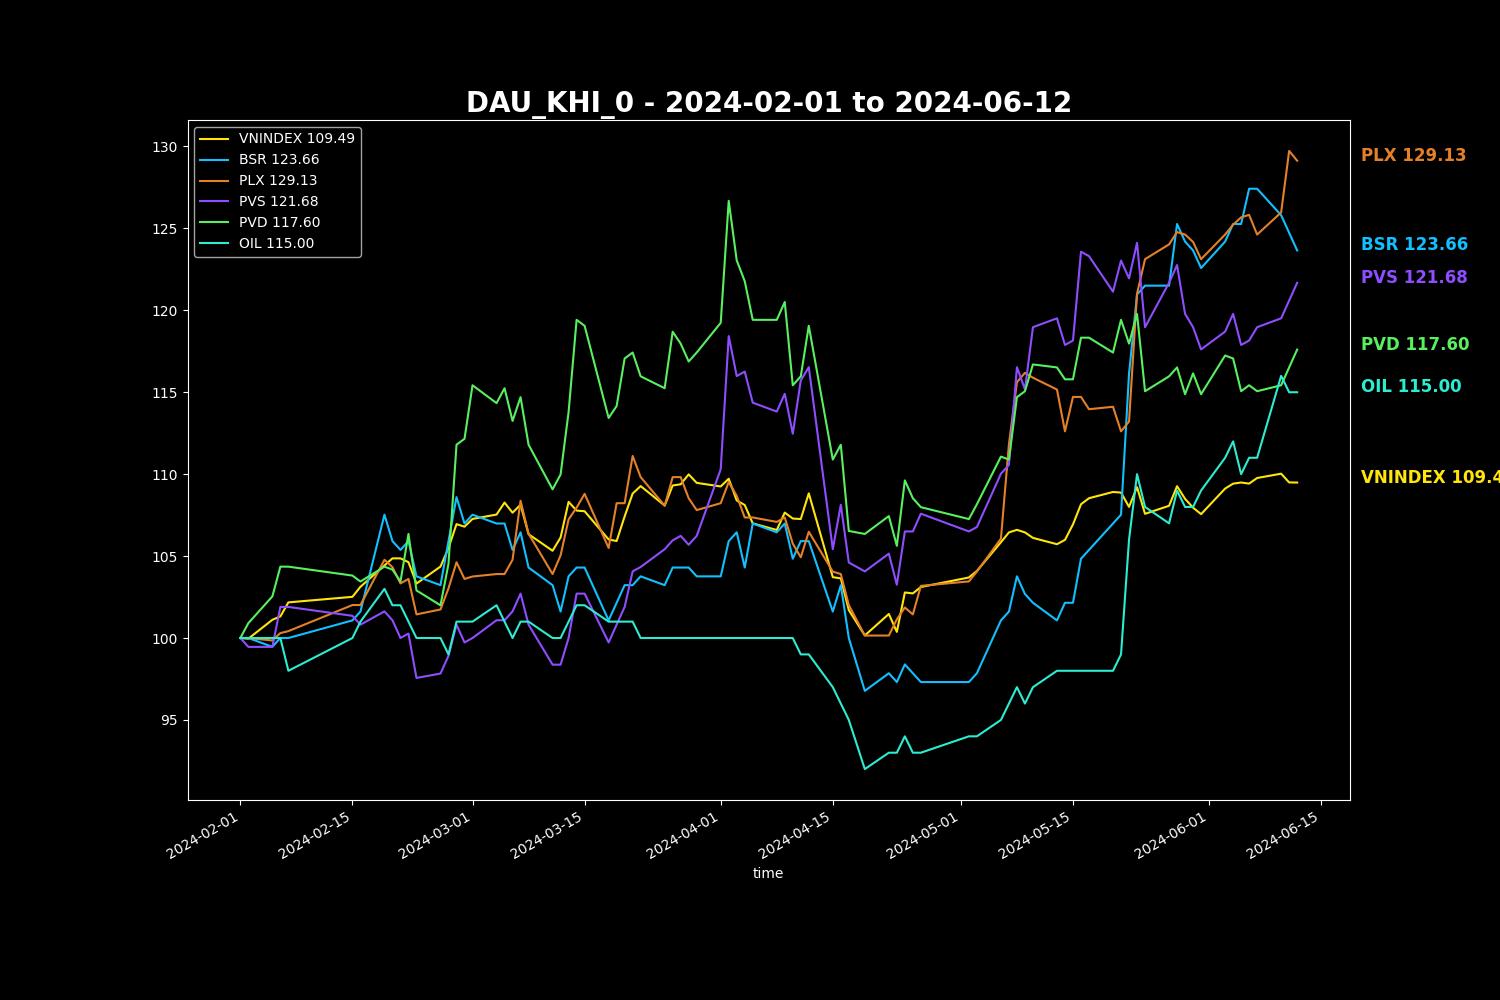 DAU_KHI_0 - 2024-02-01 to 2024-06-12
VNINDEX 109.49
BSR 123.66
PLX 129.13
PVS 121.68
PVD 117.60
OIL 115.00
130
125
120
115
110
105
100
95
PLX 129.13
BSR 123.66
PVS 121.68
PVD 117.60
OIL 115.00
VNINDEX 109.4
2024-02-01
2024-02-15
2024-03-01
2024-03-15
2024-04-01
2024-04-15
2024-05-01
2024-05-15
2024-06-01
2024-06-15
time